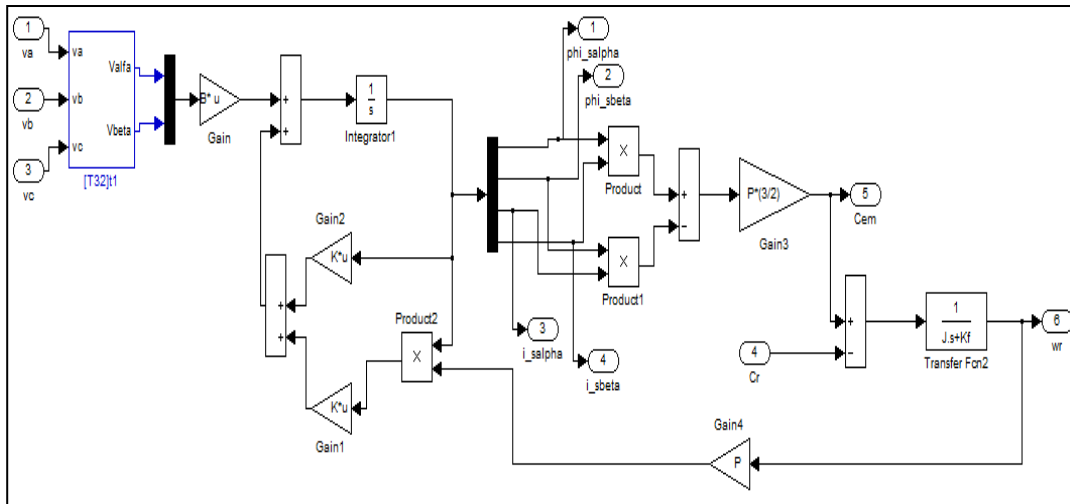 1
va
2
vb
3
vc
va
vb
vc
Valfa
Vbeta
[T32]t1
B* u
Gain
+
+
1
s
Integrator1
1
phi_salpha
2
phi_sbeta
×
Product
×
Product1
+
−
P*(3/2)
Gain3
5
Cem
Gain2
K*u
+
+
Product2
×
K*u
Gain1
3
i_salpha
4
i_sbeta
4
Cr
+
−
1
J.s+Kf
Transfer Fcn2
6
wr
Gain4
P